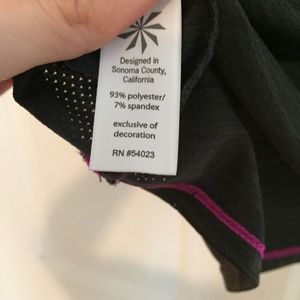 Designed in
Sonoma County,
California
93% polyester/
7% spandex
exclusive of
decoration
RN #54023